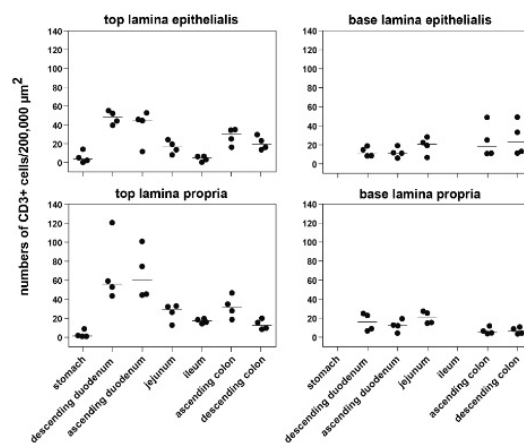 top lamina epithelialis
base lamina epithelialis
numbers of CD3+ cells/200,000 µm²
140
120
100
80
60
40
20
0
140
120
100
80
60
40
20
0
top lamina propria
base lamina propria
140
120
100
80
60
40
20
0
140
120
100
80
60
40
20
0
stomach
descending duodenum
ascending duodenum
jejunum
ileum
ascending colon
descending colon
stomach
descending duodenum
ascending duodenum
jejunum
ileum
ascending colon
descending colon